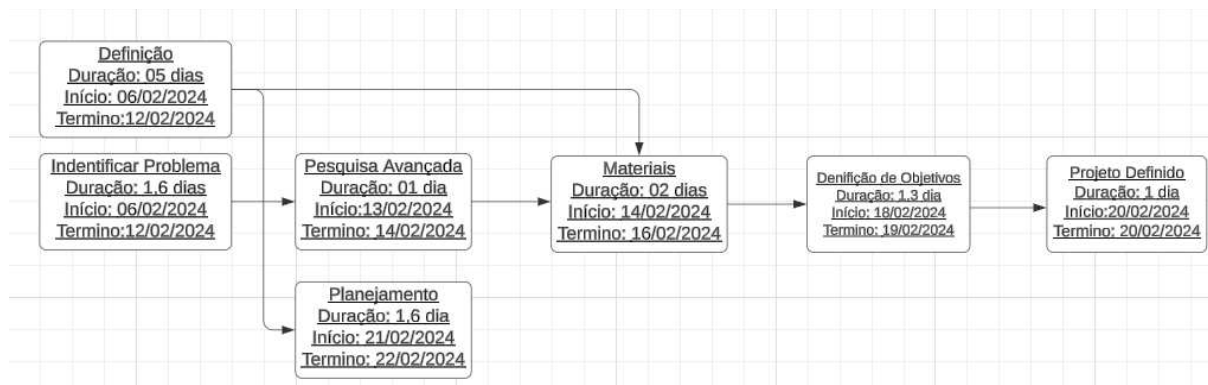 Definição
Duração: 05 dias
Início: 06/02/2024
Termino:12/02/2024
Indentificar Problema
Duração: 1,6 dias
Início: 06/02/2024
Termino:12/02/2024
Pesquisa Avançada
Duração: 01 dia
Início:13/02/2024
Termino: 14/02/2024
Materiais
Duração: 02 dias
Início: 14/02/2024
Termino: 16/02/2024
Denifição de Objetivos
Duração: 1,3 dia
Início: 18/02/2024
Termino: 19/02/2024
Projeto Definido
Duração: 1 dia
Início:20/02/2024
Termino: 20/02/2024
Planejamento
Duração: 1,6 dia
Início: 21/02/2024
Termino: 22/02/2024